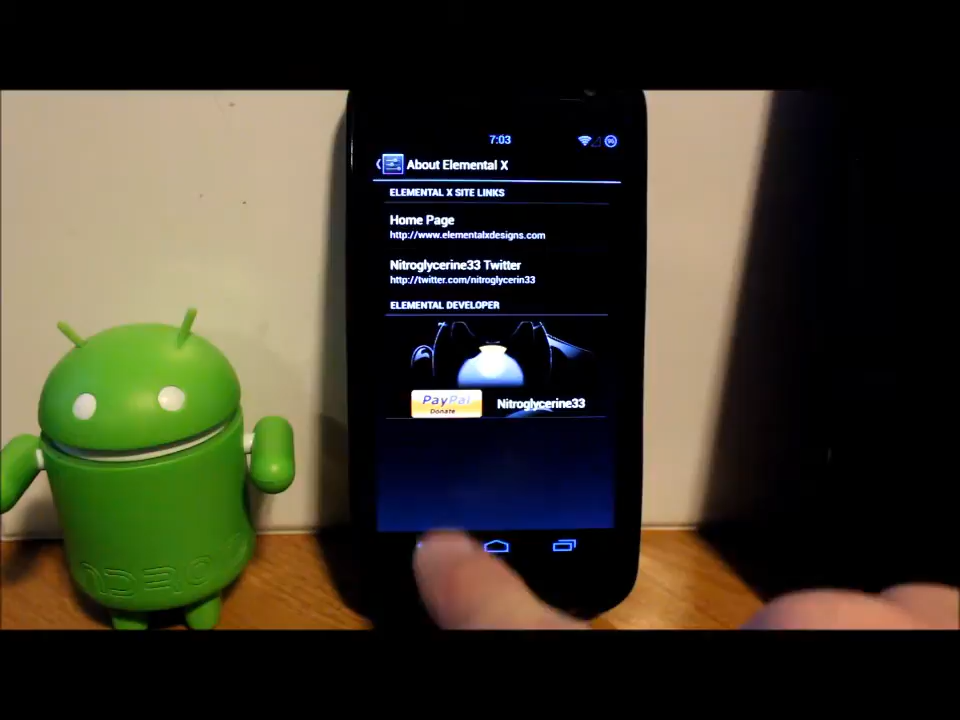 7:03
About Elemental X
ELEMENTAL X SITE LINKS
Home Page
http://www.elementalxdesigns.com
Nitroglycerine33 Twitter
http://twitter.com/nitroglycerin33
ELEMENTAL DEVELOPER
PayPal
Donate
Nitroglycerine33